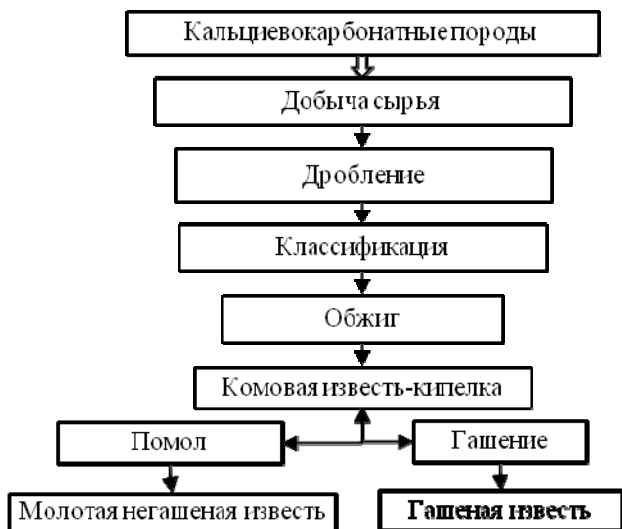 Кальциевокарбонатные породы
Добыча сырья
Дробление
Классификация
Обжиг
Комовая известь-кипелка
Помол
Гашение
Молотая негашеная известь
Гашеная известь